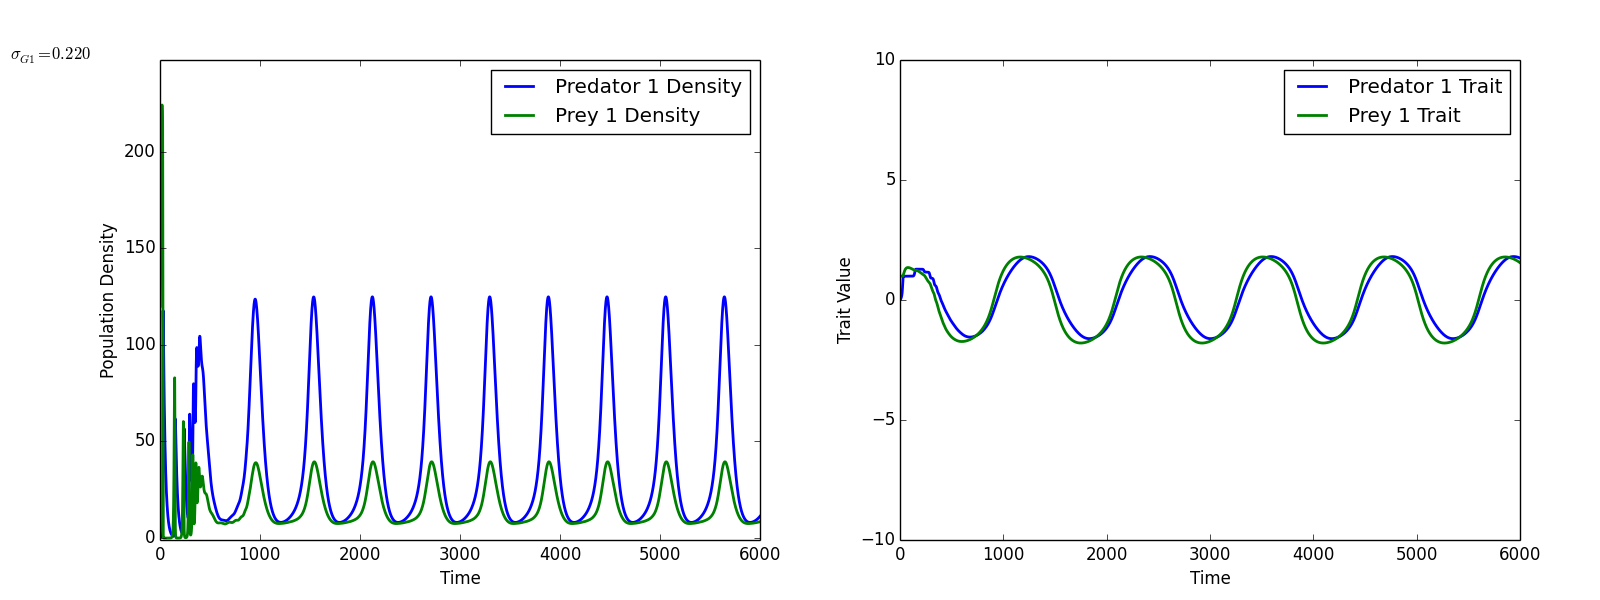 σ_G1=0.220
Predator 1 Density
Prey 1 Density
Population Density
200
150
100
50
0
0 1000 2000 3000 4000 5000 6000
Time
Predator 1 Trait
Prey 1 Trait
Trait Value
10
5
0
−5
−10
0 1000 2000 3000 4000 5000 6000
Time